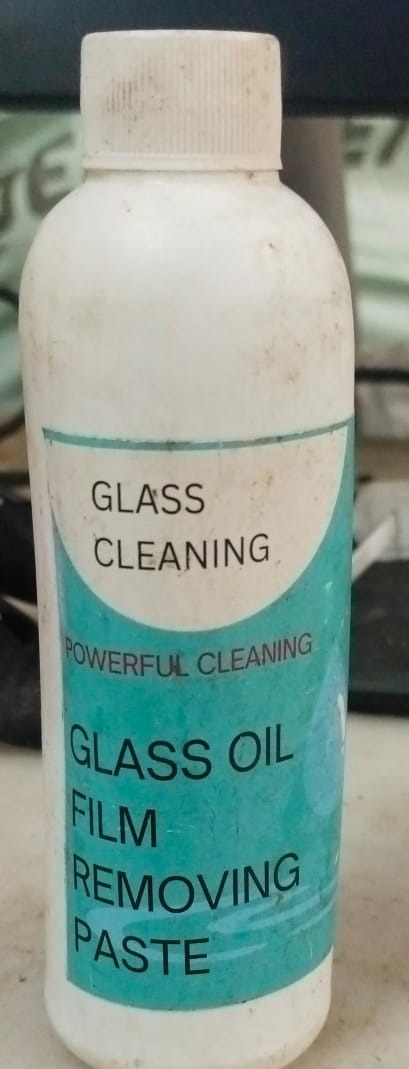 GLASS
CLEANING
POWERFUL CLEANING
GLASS OIL
FILM
REMOVING
PASTE